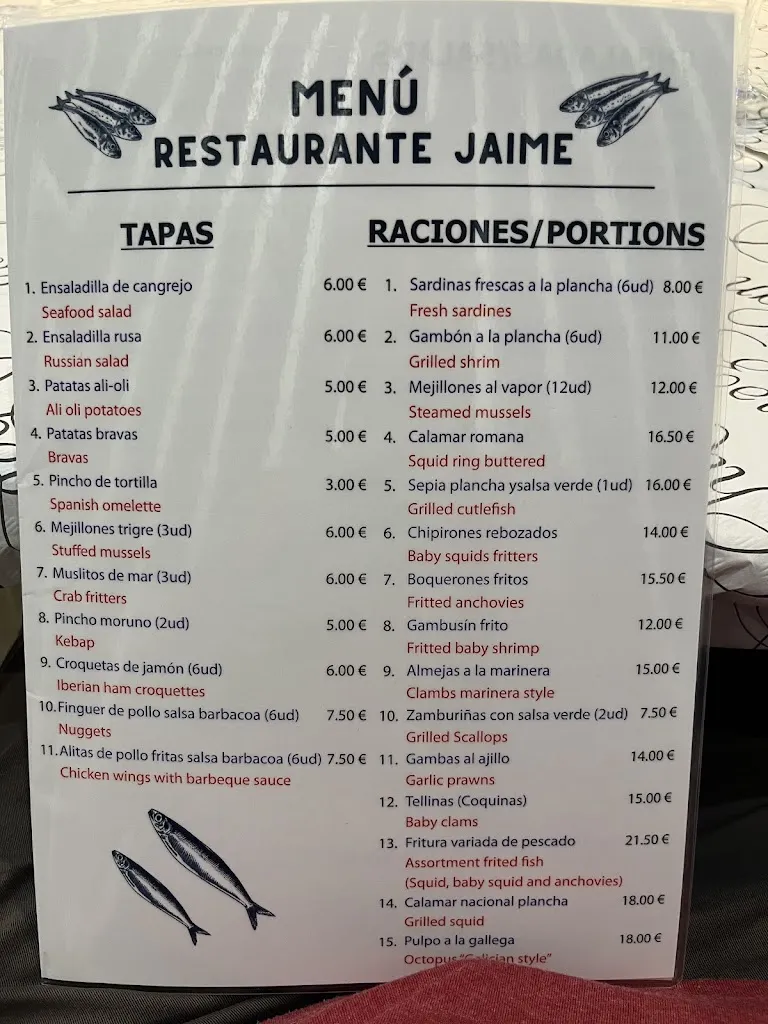 MENÚ
RESTAURANTE JAIME
TAPAS
1. Ensaladilla de cangrejo 6.00 €
Seafood salad
2. Ensaladilla rusa 6.00 €
Russian salad
3. Patatas ali-oli 5.00 €
Ali oli potatoes
4. Patatas bravas 5.00 €
Bravas
5. Pincho de tortilla 3.00 €
Spanish omelette
6. Mejillones trigre (3ud) 6.00 €
Stuffed mussels
7. Muslitos de mar (3ud) 6.00 €
Crab fritters
8. Pincho moruno (2ud) 5.00 €
Kebap
9. Croquetas de jamón (6ud) 6.00 €
Iberian ham croquettes
10. Finguer de pollo salsa barbacoa (6ud) 7.50 €
Nuggets
11. Alitas de pollo fritas salsa barbacoa (6ud) 7.50 €
Chicken wings with barbeque sauce
RACIONES/PORTIONS
1. Sardinas frescas a la plancha (6ud) 8.00 €
Fresh sardines
2. Gambón a la plancha (6ud) 11.00 €
Grilled shrim
3. Mejillones al vapor (12ud) 12.00 €
Steamed mussels
4. Calamar romana 16.50 €
Squid ring buttered
5. Sepia plancha ysalsa verde (1ud) 16.00 €
Grilled cutlefish
6. Chipirones rebozados 14.00 €
Baby squids fritters
7. Boquerones fritos 15.50 €
Fritted anchovies
8. Gambusín frito 12.00 €
Fritted baby shrimp
9. Almejas a la marinera 15.00 €
Clambs marinera style
10. Zamburiñas con salsa verde (2ud) 7.50 €
Grilled Scallops
11. Gambas al ajillo 14.00 €
Garlic prawns
12. Tellinas (Coquinas) 15.00 €
Baby clams
13. Fritura variada de pescado 21.50 €
Assortment frited fish
(Squid, baby squid and anchovies)
14. Calamar nacional plancha 18.00 €
Grilled squid
15. Pulpo a la gallega 18.00 €
Octopus "Galician style"